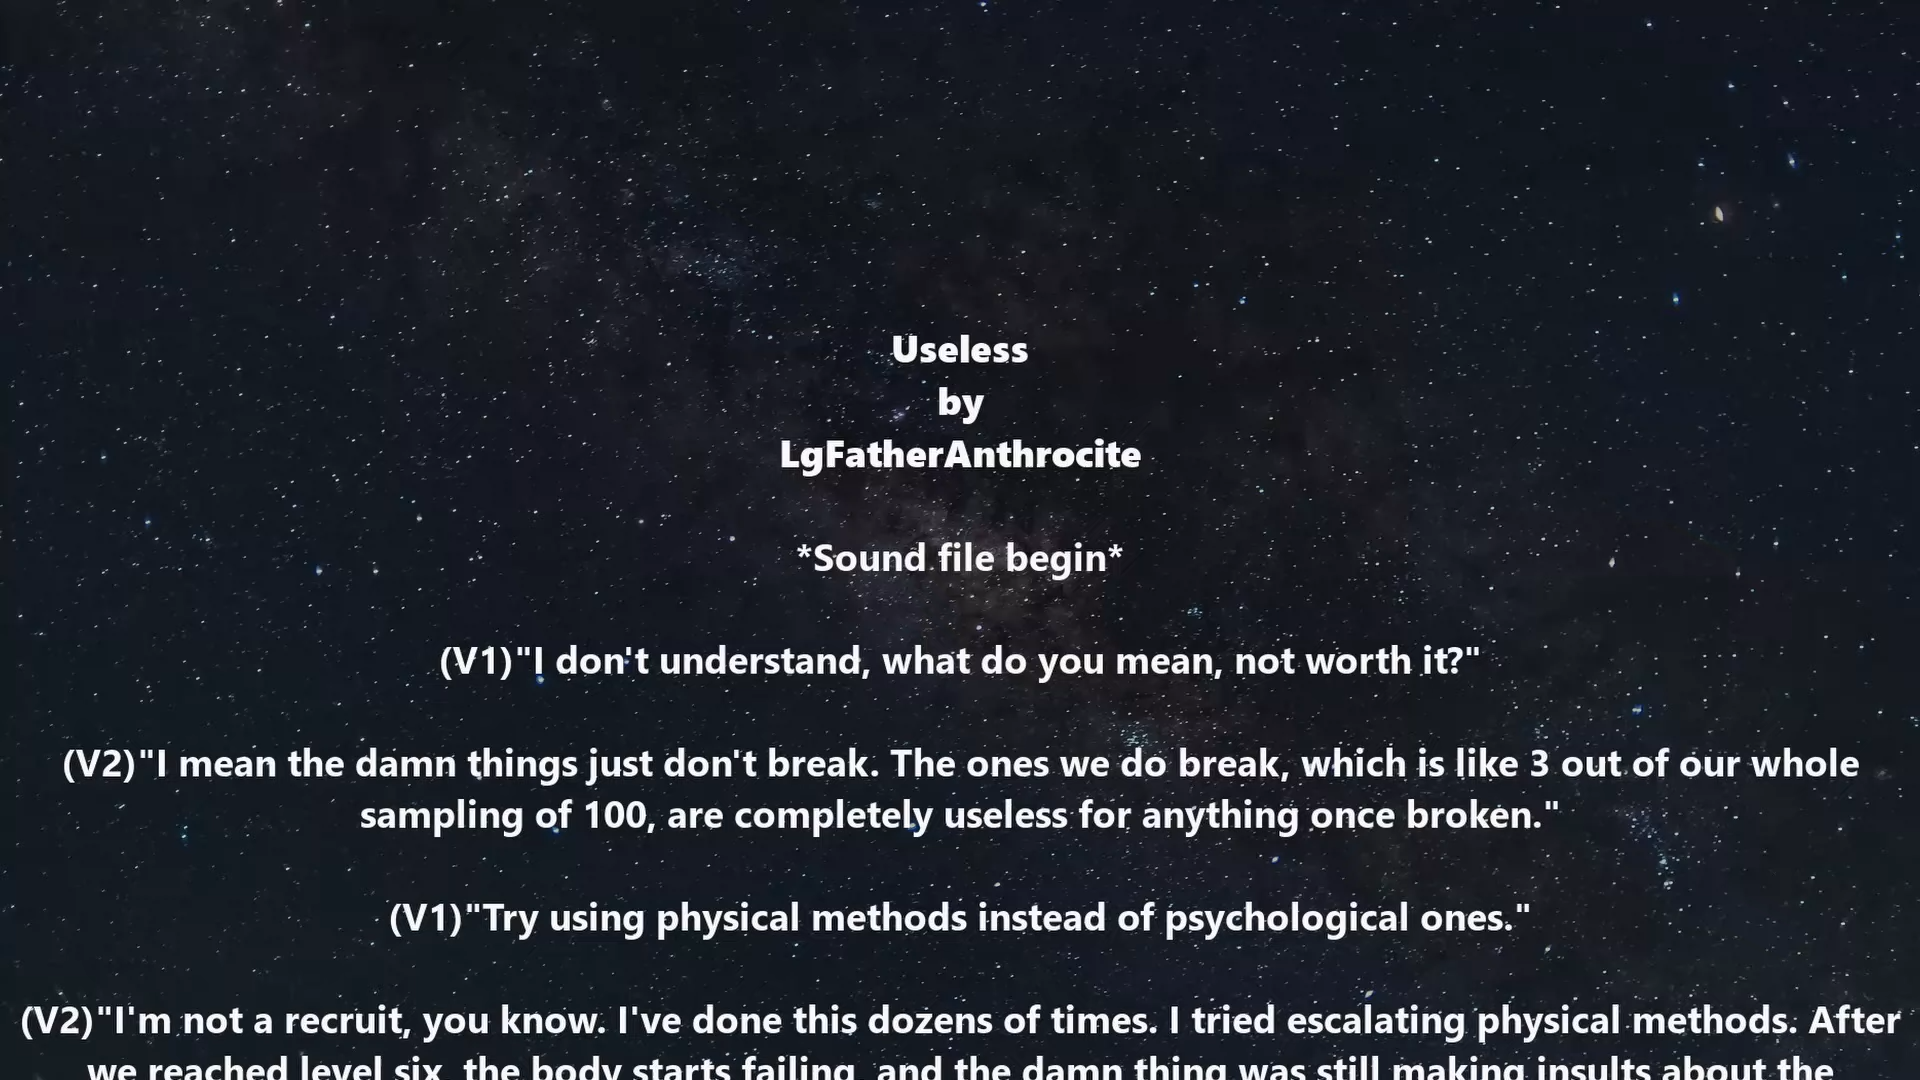 Useless
by
LgFatherAnthrocite
*Sound file begin*
(V1)"I don't understand, what do you mean, not worth it?"
(V2)"I mean the damn things just don't break. The ones we do break, which is like 3 out of our whole
sampling of 100, are completely useless for anything once broken."
(V1)"Try using physical methods instead of psychological ones."
(V2)"I'm not a recruit, you know. I've done this dozens of times. I tried escalating physical methods. After
we reached level six, the body starts failing, and the damn thing was still making insults about the